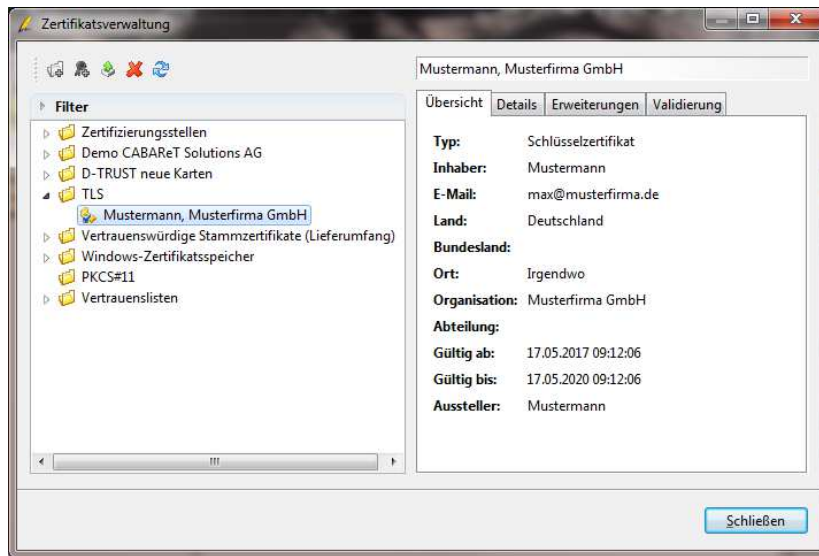 Zertifikatsverwaltung
Mustermann, Musterfirma GmbH
Filter
Zertifizierungsstellen
Demo CABAReT Solutions AG
D-TRUST neue Karten
TLS
Mustermann, Musterfirma GmbH
Vertrauenswürdige Stammzertifikate (Lieferumfang)
Windows-Zertifikatsspeicher
PKCS#11
Vertrauenslisten
Übersicht Details Erweiterungen Validierung
Typ: Schlüsselzertifikat
Inhaber: Mustermann
E-Mail: max@musterfirma.de
Land: Deutschland
Bundesland:
Ort: Irgendwo
Organisation: Musterfirma GmbH
Abteilung:
Gültig ab: 17.05.2017 09:12:06
Gültig bis: 17.05.2020 09:12:06
Aussteller: Mustermann
Schließen